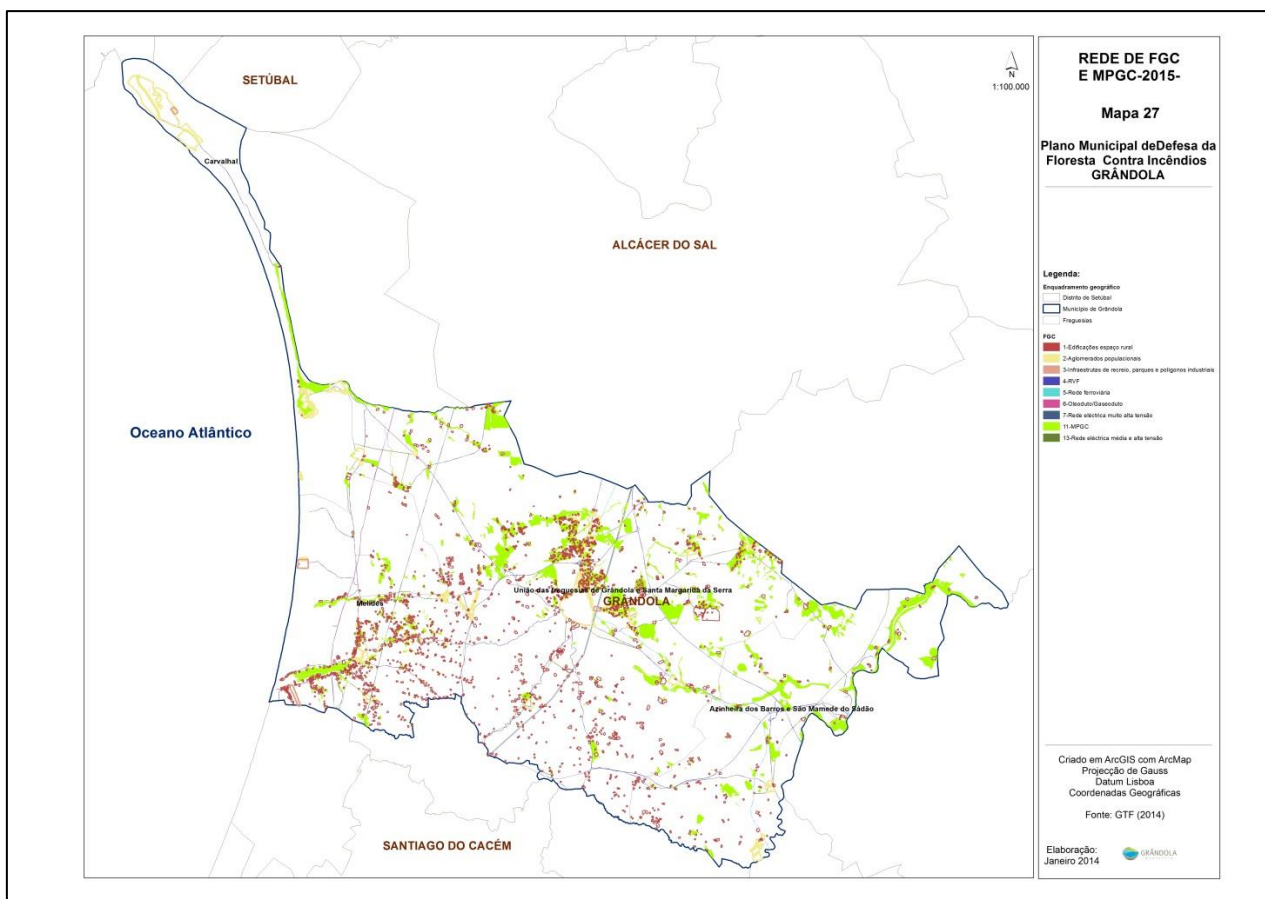 SETÚBAL
N
1:100.000
Carvalhal
ALCÁCER DO SAL
Oceano Atlântico
União das freguesias de Grândola e Santa Margarida da Serra
GRÂNDOLA
Melides
Azinheira dos Barros e São Mamede do Sádão
SANTIAGO DO CACÉM
REDE DE FGC
E MPGC-2015-
Mapa 27
Plano Municipal deDefesa da
Floresta Contra Incêndios
GRÂNDOLA
Legenda:
Enquadramento geográfico
Distrito de Setúbal
Município de Grândola
Freguesias
FGC
1-Edificações espaço rural
2-Aglomerados populacionais
3-Infraestrutas de recreio, parques e polígonos industriais
4-RVF
5-Rede ferroviária
6-Oleoduto/Gaseoduto
7-Rede eléctrica muito alta tensão
11-MPGC
13-Rede eléctrica média e alta tensão
Criado em ArcGIS com ArcMap
Projecção de Gauss
Datum Lisboa
Coordenadas Geográficas
Fonte: GTF (2014)
Elaboração:
Janeiro 2014
GRÂNDOLA